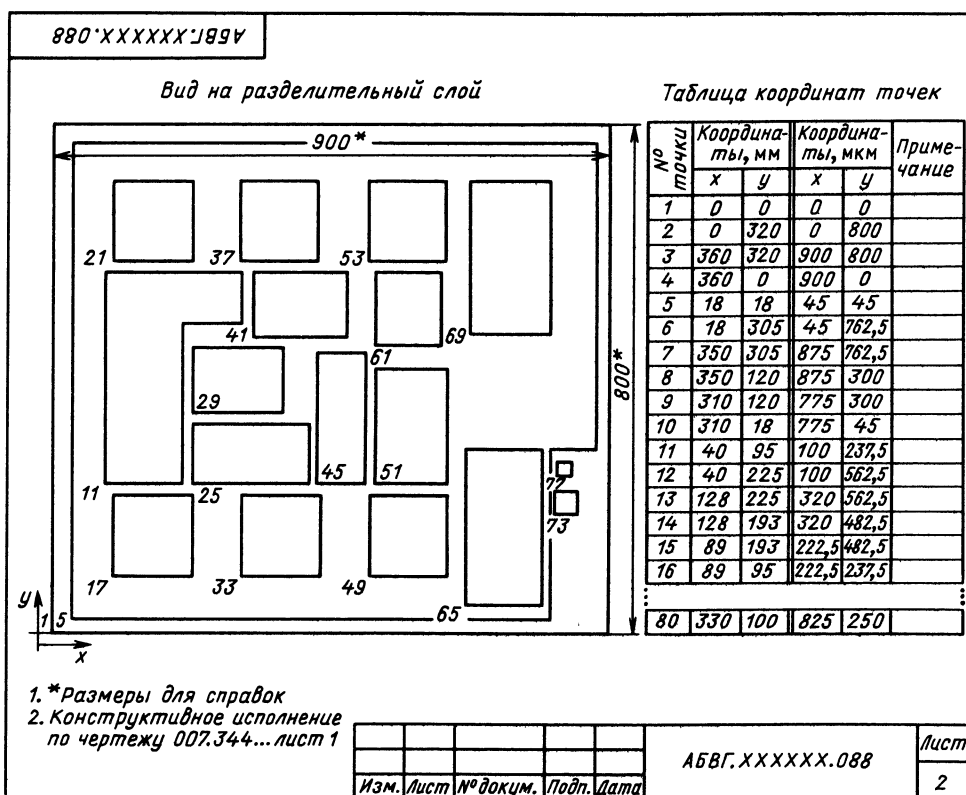 АБВГ.XXXXXX.088
Вид на разделительный слой
900*
800*
21 37 53
41 69
61
29
45 51
77
11 25
73
17 33 49
65
y
1 5
x
Таблица координат точек
№ точки Координа- Координа- Приме-
ты, мм ты, мкм чание
x y x y
1 0 0 0 0
2 0 320 0 800
3 360 320 900 800
4 360 0 900 0
5 18 18 45 45
6 18 305 45 762,5
7 350 305 875 762,5
8 350 120 875 300
9 310 120 775 300
10 310 18 775 45
11 40 95 100 237,5
12 40 225 100 562,5
13 128 225 320 562,5
14 128 193 320 482,5
15 89 193 222,5 482,5
16 89 95 222,5 237,5
80 330 100 825 250
1. *Размеры для справок
2. Конструктивное исполнение
по чертежу 007.344... лист 1
Изм. Лист № докум. Подп. Дата
АБВГ.XXXXXX.088
Лист
2